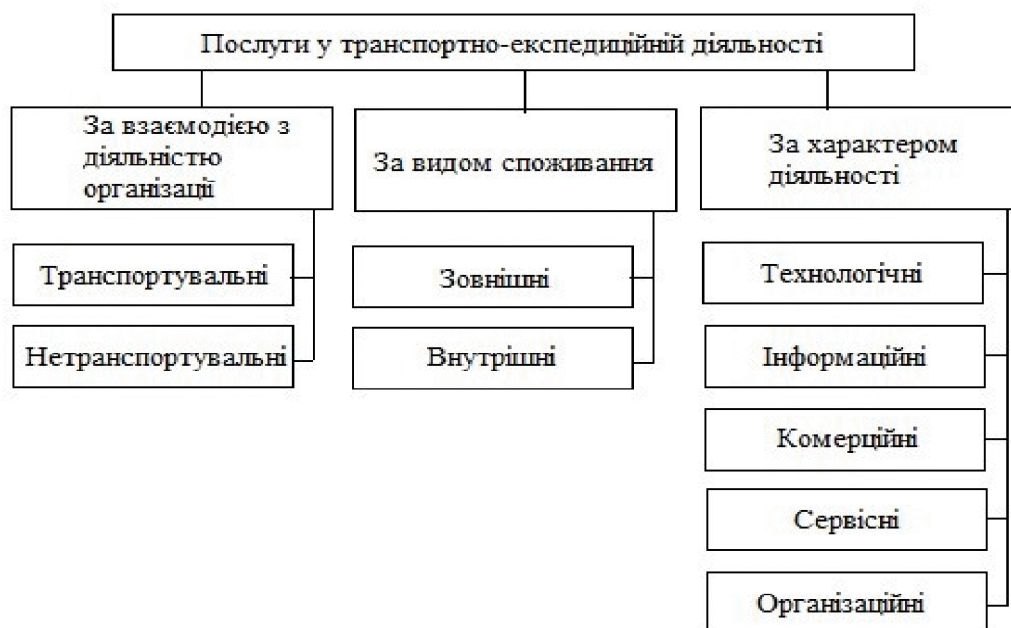 Послуги у транспортно-експедиційній діяльності
За взаємодією з
діяльністю
організації
Транспортувальні
Нетранспортувальні
За видом споживання
Зовнішні
Внутрішні
За характером
діяльності
Технологічні
Інформаційні
Комерційні
Сервісні
Організаційні